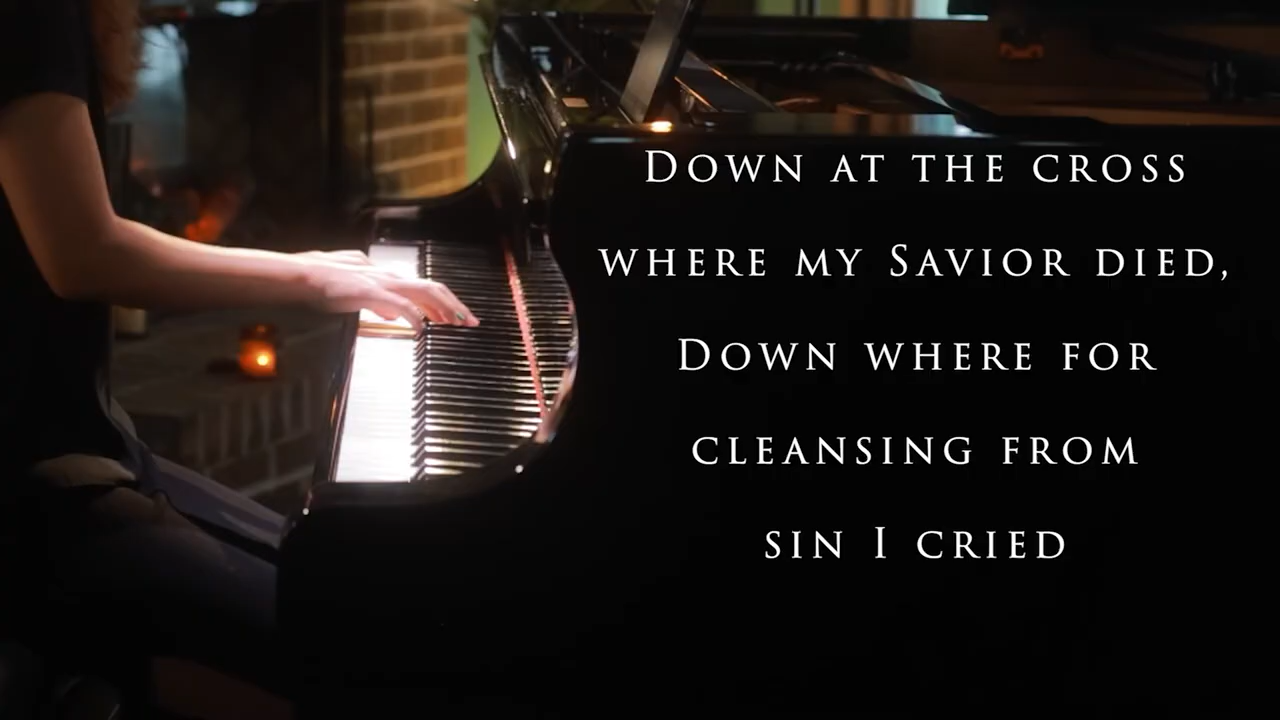 Down at the cross
where my Savior died,
Down where for
cleansing from
sin I cried